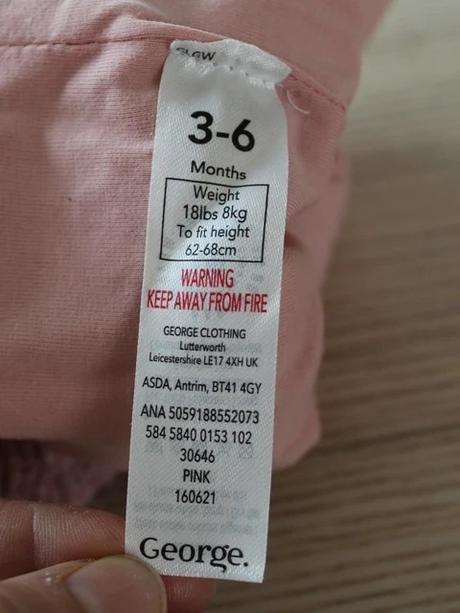 GLGW
3-6
Months
Weight
18lbs 8kg
To fit height
62-68cm
WARNING
KEEP AWAY FROM FIRE
GEORGE CLOTHING
Lutterworth
Leicestershire LE17 4XH UK
ASDA, Antrim, BT41 4GY
ANA 5059188552073
584 5840 0153 102
30646
PINK
160621
George.